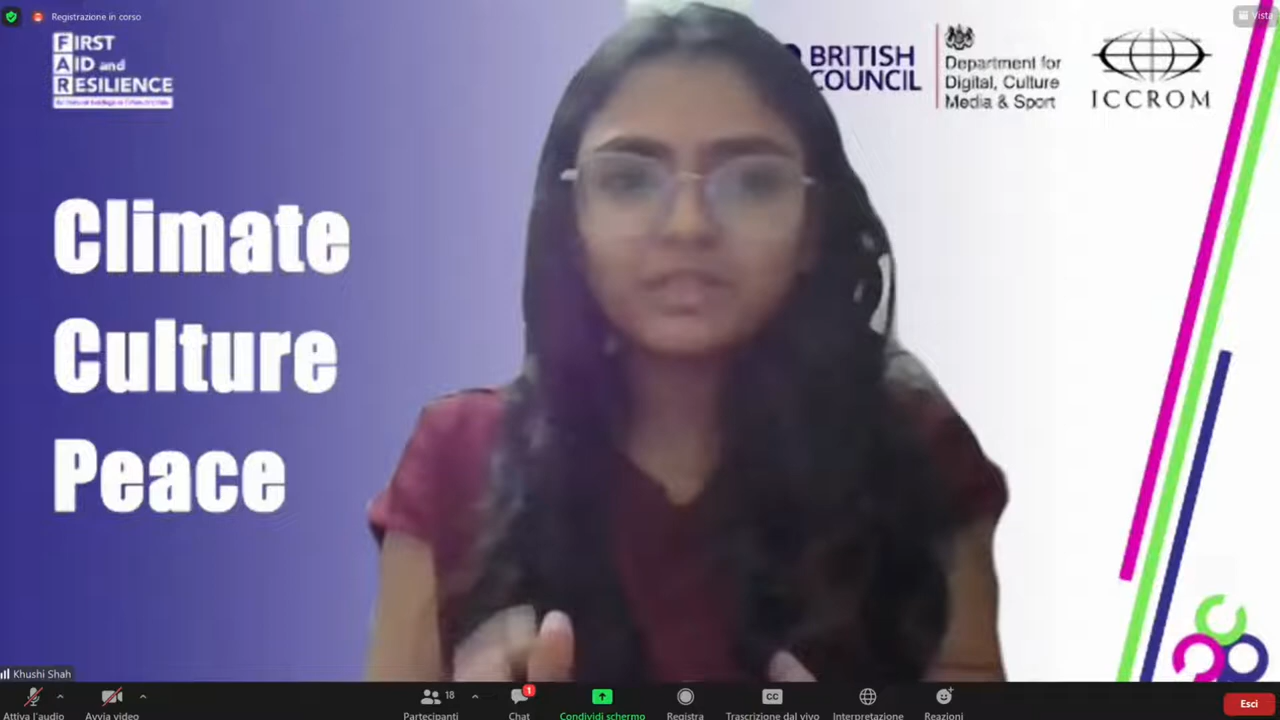 Registrazione in corso
Vista
FIRST
AID and
RESILIENCE
BRITISH
COUNCIL
Department for
Digital, Culture
Media & Sport
ICCROM
Climate
Culture
Peace
Khushi Shah
Attiva l'audio
Avvia video
18
Partecipanti
1
Chat
Condividi schermo
Registra
CC
Trascrizione dal vivo
Interpretazione
Reazioni
Esci